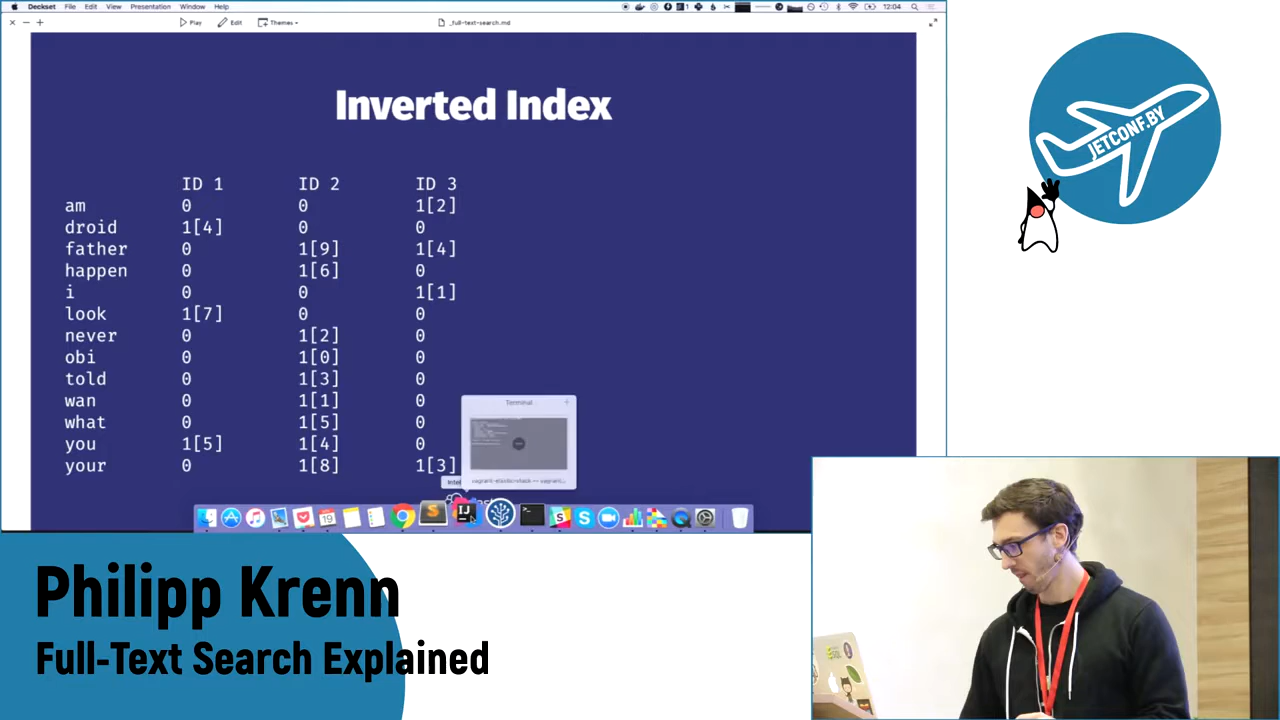 Deckset File Edit View Presentation Window Help 12:04
Play Edit Themes _full-text-search.md
Inverted Index
ID 1 ID 2 ID 3
am 0 0 1[2]
droid 1[4] 0 0
father 0 1[9] 1[4]
happen 0 1[6] 0
i 0 0 1[1]
look 1[7] 0 0
never 0 1[2] 0
obi 0 1[0] 0
told 0 1[3] 0
wan 0 1[1] 0
what 0 1[5] 0
you 1[5] 1[4] 0
your 0 1[8] 1[3]
Terminal
JETCONF.BY
Philipp Krenn
Full-Text Search Explained